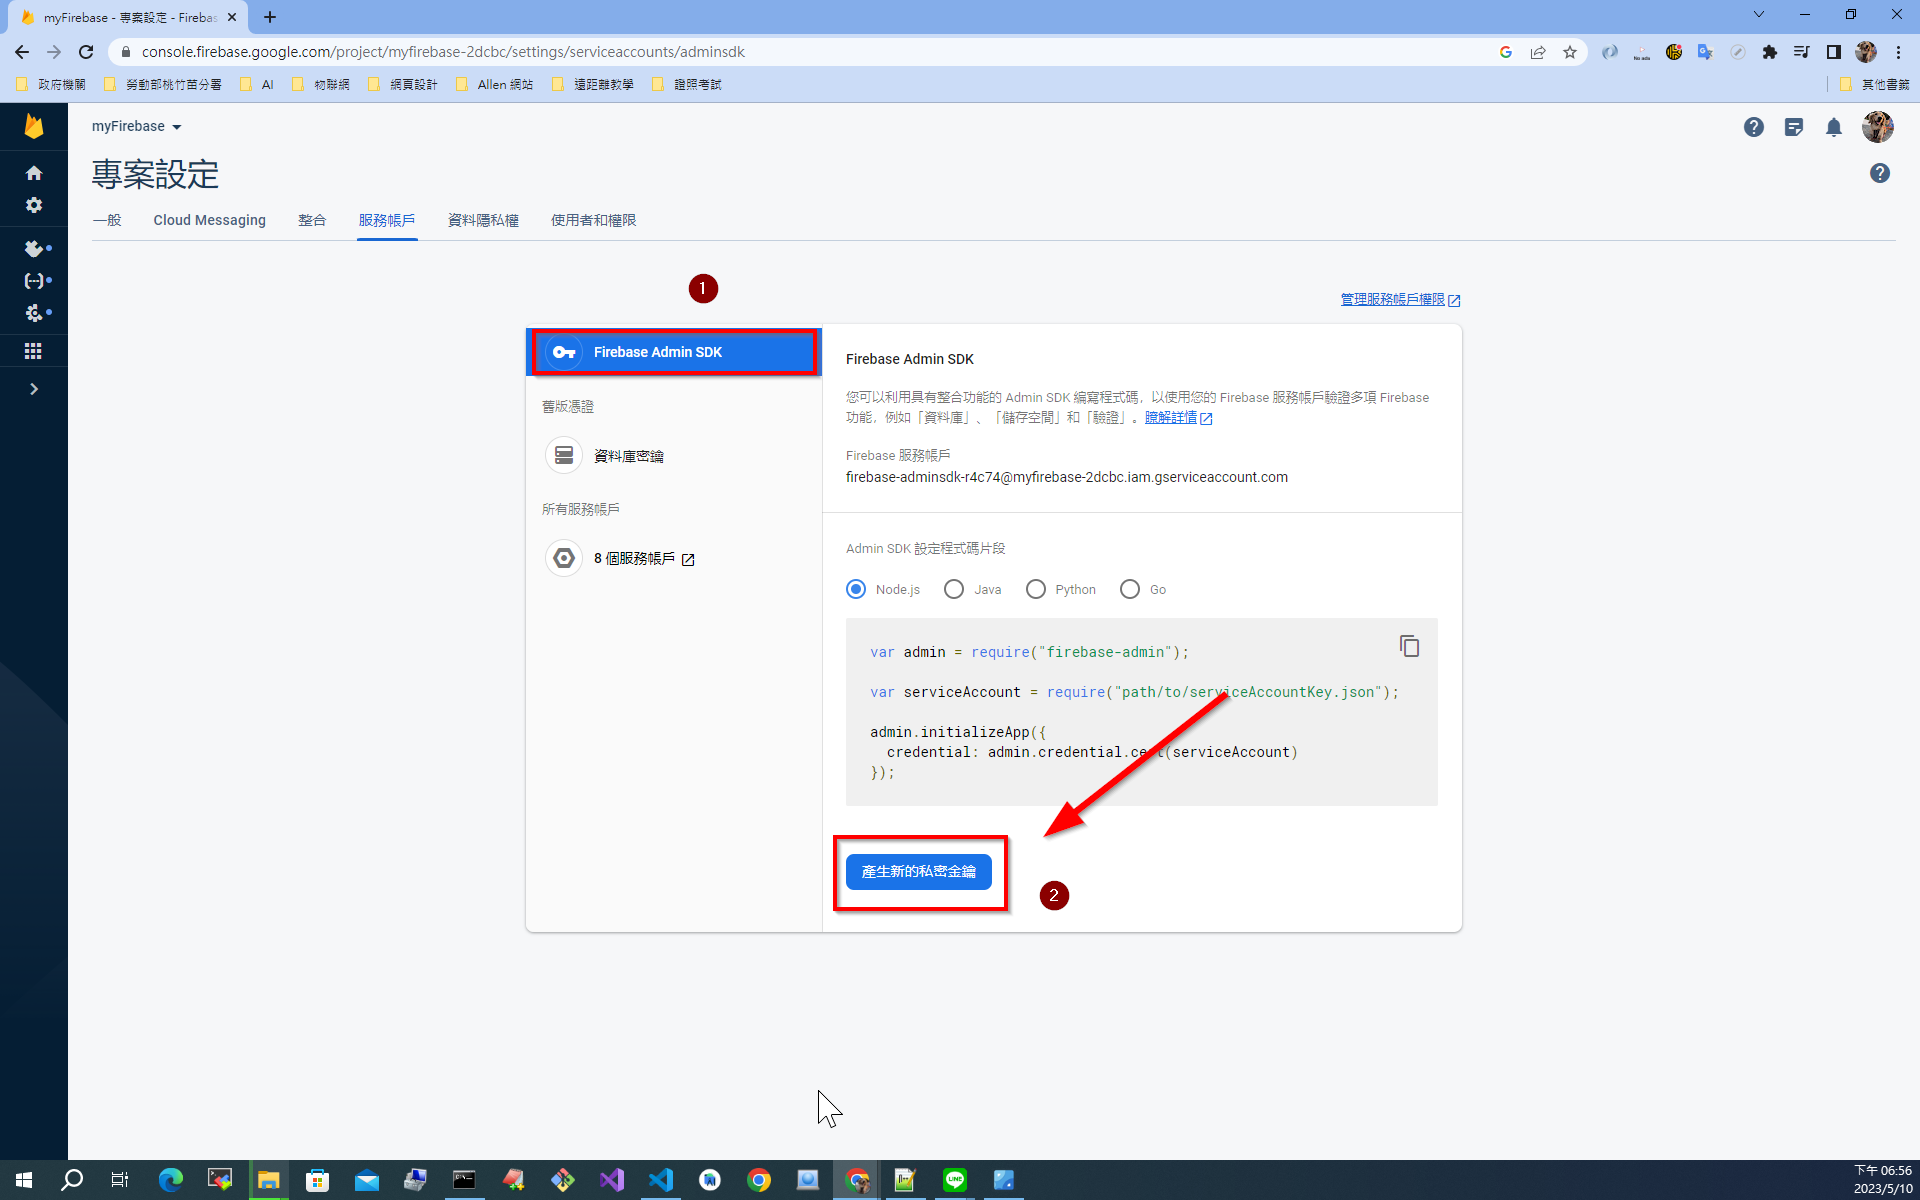 myFirebase - 專案設定 - Firebas
console.firebase.google.com/project/myfirebase-2dcbc/settings/serviceaccounts/adminsdk
政府機關 勞動部桃竹苗分署 AI 物聯網 網頁設計 Allen 網站 遠距離教學 證照考試 其他書籤
myFirebase
專案設定
一般 Cloud Messaging 整合 服務帳戶 資料隱私權 使用者和權限
1
管理服務帳戶權限
Firebase Admin SDK
舊版憑證
資料庫密鑰
所有服務帳戶
8 個服務帳戶
Firebase Admin SDK
您可以利用具有整合功能的 Admin SDK 編寫程式碼，以使用您的 Firebase 服務帳戶驗證多項 Firebase
功能，例如「資料庫」、「儲存空間」和「驗證」。瞭解詳情
Firebase 服務帳戶
firebase-adminsdk-r4c74@myfirebase-2dcbc.iam.gserviceaccount.com
Admin SDK 設定程式碼片段
Node.js Java Python Go
var admin = require("firebase-admin");
var serviceAccount = require("path/to/serviceAccountKey.json");
admin.initializeApp({
credential: admin.credential.cert(serviceAccount)
});
產生新的私密金鑰
2
下午 06:56
2023/5/10